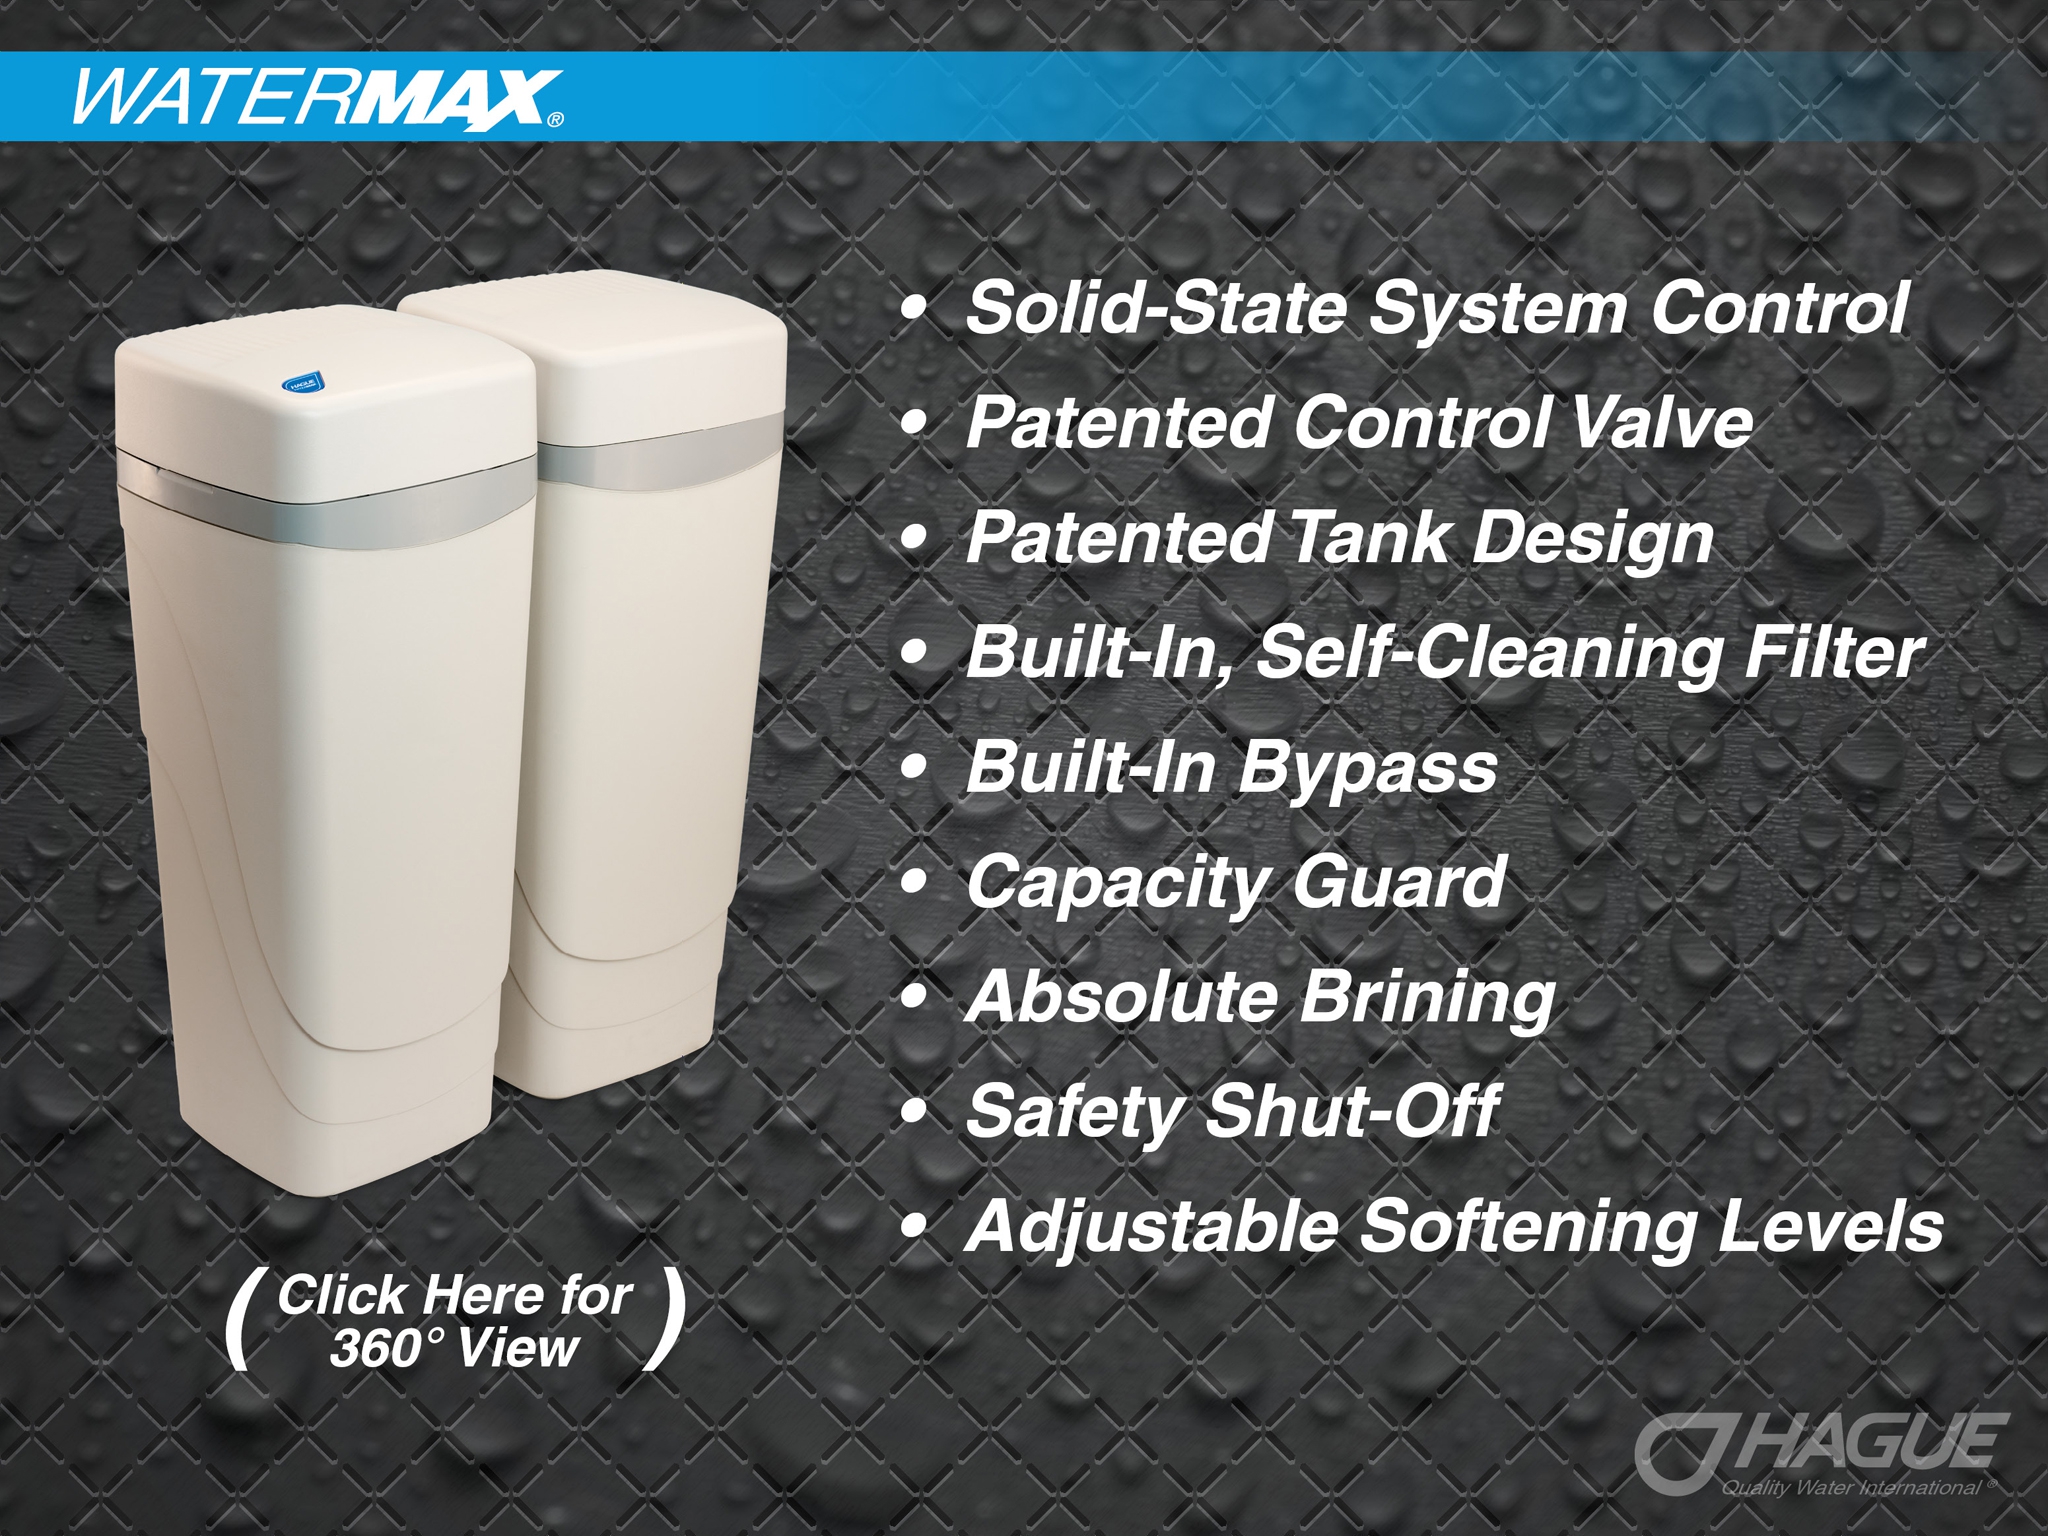 WATERMAX®
HAGUE
• Solid-State System Control
• Patented Control Valve
• Patented Tank Design
• Built-In, Self-Cleaning Filter
• Built-In Bypass
• Capacity Guard
• Absolute Brining
• Safety Shut-Off
• Adjustable Softening Levels
( Click Here for
360° View )
HAGUE
Quality Water International®